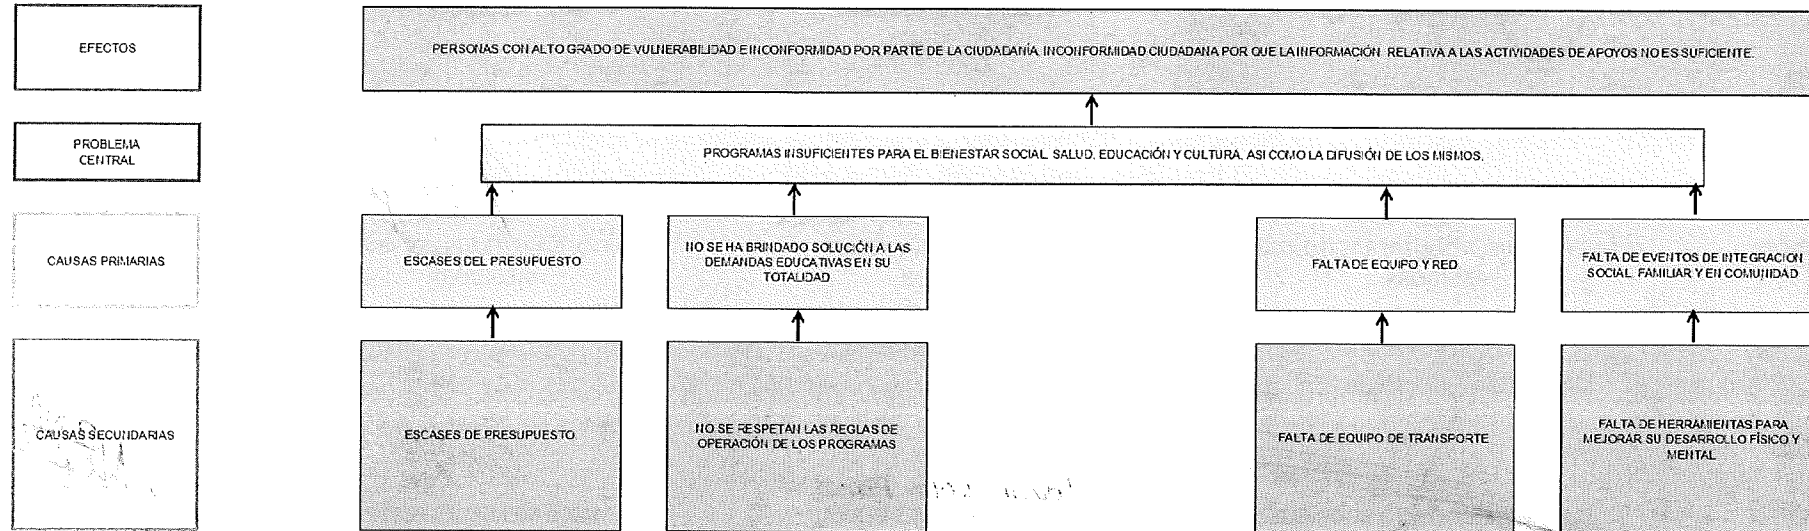 EFECTOS
PERSONAS CON ALTO GRADO DE VULNERABILIDAD E INCONFORMIDAD POR PARTE DE LA CIUDADANÍA, INCONFORMIDAD CIUDADANA POR QUE LA INFORMACIÓN RELATIVA A LAS ACTIVIDADES DE APOYOS NO ES SUFICIENTE.
PROBLEMA
CENTRAL
PROGRAMAS INSUFICIENTES PARA EL BIENESTAR SOCIAL, SALUD, EDUCACIÓN Y CULTURA, ASI COMO LA DIFUSIÓN DE LOS MISMOS.
CAUSAS PRIMARIAS
ESCASES DEL PRESUPUESTO
NO SE HA BRINDADO SOLUCIÓN A LAS
DEMANDAS EDUCATIVAS EN SU
TOTALIDAD
FALTA DE EQUIPO Y RED
FALTA DE EVENTOS DE INTEGRACION
SOCIAL, FAMILIAR Y EN COMUNIDAD
CAUSAS SECUNDARIAS
ESCASES DE PRESUPUESTO
NO SE RESPETAN LAS REGLAS DE
OPERACIÓN DE LOS PROGRAMAS
FALTA DE EQUIPO DE TRANSPORTE
FALTA DE HERRAMIENTAS PARA
MEJORAR SU DESARROLLO FÍSICO Y
MENTAL